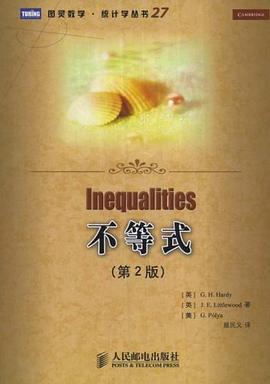 TURING
图灵数学·统计学丛书27
CAMBRIDGE
Inequalities
不等式
(第2版)
[英] G. H. Hardy
[英] J. E. Littlewood 著
[美] G. Pólya
越民义 译
人民邮电出版社
POSTS & TELECOM PRESS